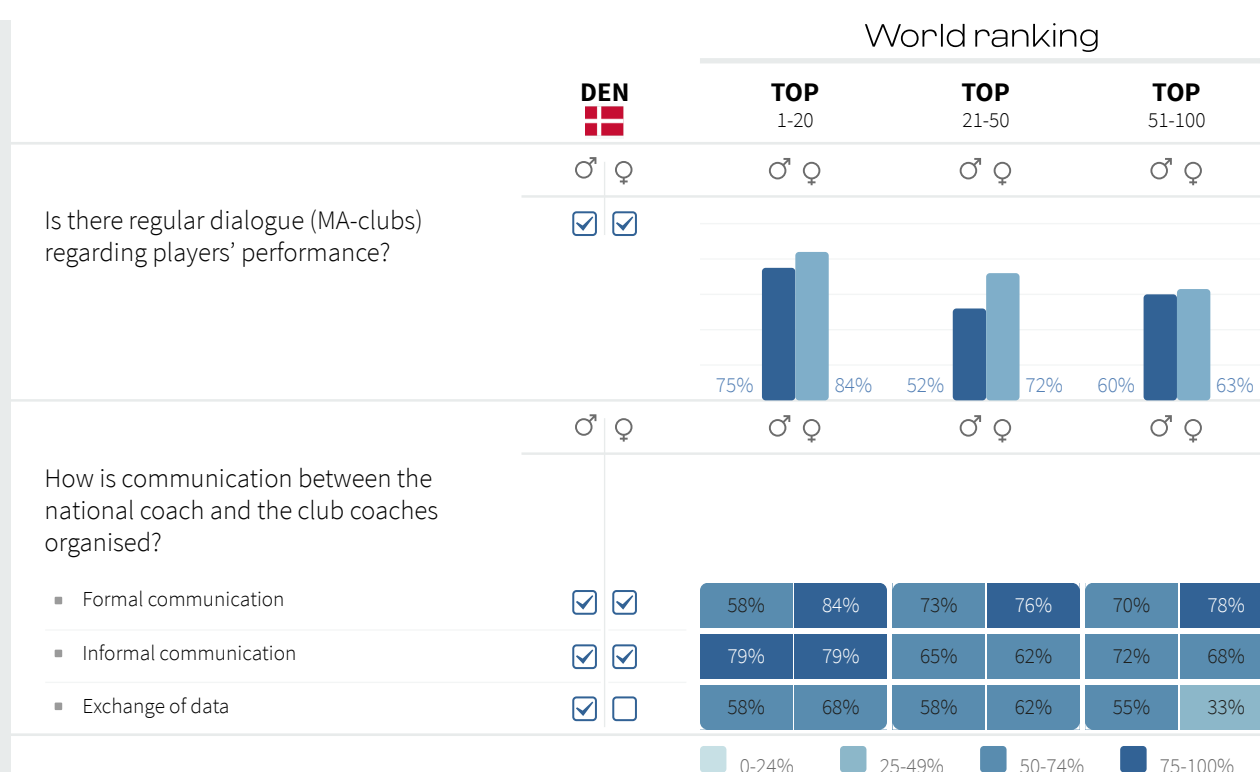 World ranking
DEN TOP TOP TOP
1-20 21-50 51-100
Is there regular dialogue (MA-clubs)
regarding players’ performance?
75% 84% 52% 72% 60% 63%
How is communication between the
national coach and the club coaches
organised?
Formal communication 58% 84% 73% 76% 70% 78%
Informal communication 79% 79% 65% 62% 72% 68%
Exchange of data 58% 68% 58% 62% 55% 33%
0-24% 25-49% 50-74% 75-100%